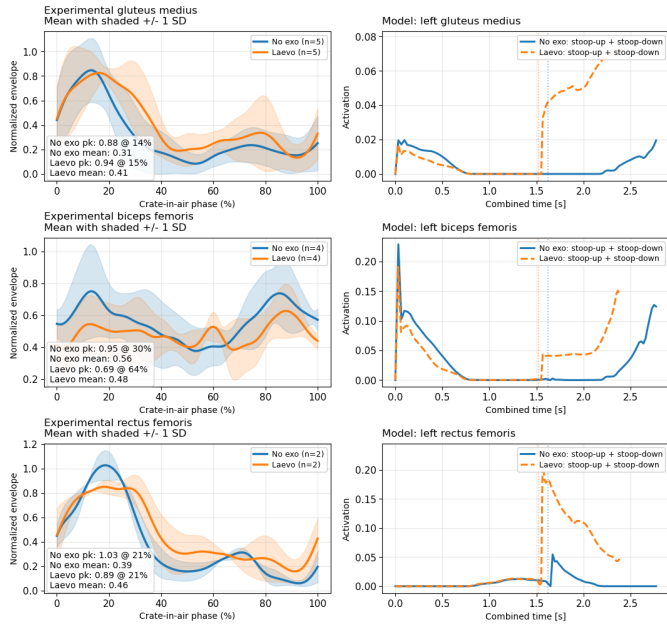 Experimental gluteus medius
Mean with shaded +/- 1 SD
Normalized envelope
1.0
0.8
0.6
0.4
0.2
0.0
No exo (n=5)
Laevo (n=5)
No exo pk: 0.88 @ 14%
No exo mean: 0.31
Laevo pk: 0.94 @ 15%
Laevo mean: 0.41
0 20 40 60 80 100
Crate-in-air phase (%)
Model: left gluteus medius
Activation
0.08
0.06
0.04
0.02
0.00
No exo: stoop-up + stoop-down
Laevo: stoop-up + stoop-down
0.0 0.5 1.0 1.5 2.0 2.5
Combined time [s]
Experimental biceps femoris
Mean with shaded +/- 1 SD
Normalized envelope
1.0
0.8
0.6
0.4
0.2
No exo (n=4)
Laevo (n=4)
No exo pk: 0.95 @ 30%
No exo mean: 0.56
Laevo pk: 0.69 @ 64%
Laevo mean: 0.48
0 20 40 60 80 100
Crate-in-air phase (%)
Model: left biceps femoris
Activation
0.20
0.15
0.10
0.05
0.00
No exo: stoop-up + stoop-down
Laevo: stoop-up + stoop-down
0.0 0.5 1.0 1.5 2.0 2.5
Combined time [s]
Experimental rectus femoris
Mean with shaded +/- 1 SD
Normalized envelope
1.2
1.0
0.8
0.6
0.4
0.2
0.0
No exo (n=2)
Laevo (n=2)
No exo pk: 1.03 @ 21%
No exo mean: 0.39
Laevo pk: 0.89 @ 21%
Laevo mean: 0.46
0 20 40 60 80 100
Crate-in-air phase (%)
Model: left rectus femoris
Activation
0.20
0.15
0.10
0.05
0.00
No exo: stoop-up + stoop-down
Laevo: stoop-up + stoop-down
0.0 0.5 1.0 1.5 2.0 2.5
Combined time [s]